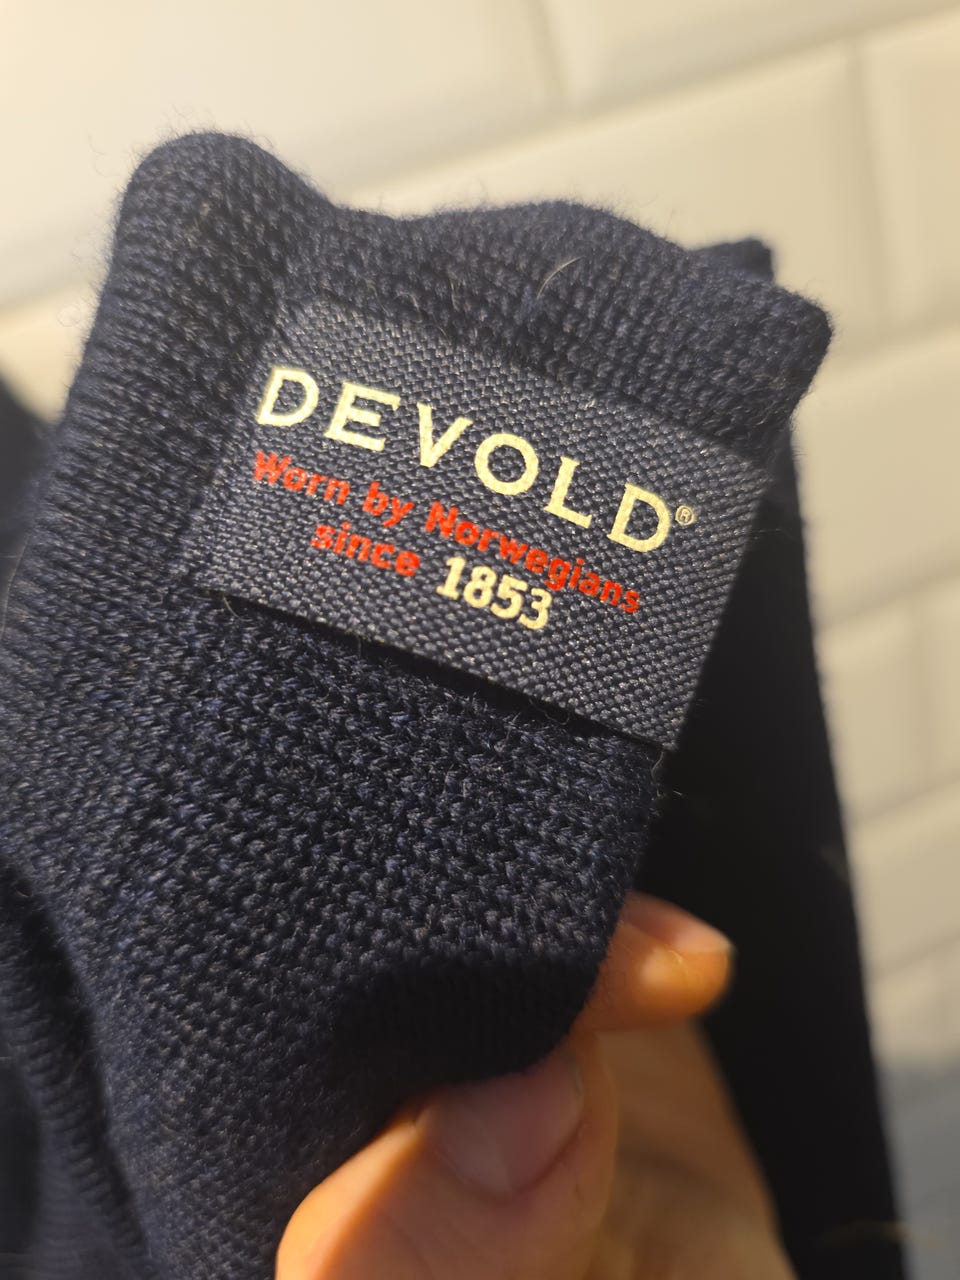 DEVOLD®
Worn by Norwegians
since 1853